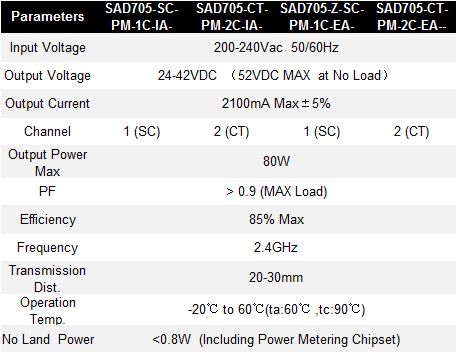 Parameters SAD705-SC-PM-1C-IA- SAD705-CT-PM-2C-IA- SAD705-Z-SC-PM-1C-EA- SAD705-CT-PM-2C-EA--
Input Voltage 200-240Vac 50/60Hz
Output Voltage 24-42VDC （52VDC MAX at No Load）
Output Current 2100mA Max±5%
Channel 1 (SC) 2 (CT) 1 (SC) 2 (CT)
Output Power Max 80W
PF > 0.9 (MAX Load)
Efficiency 85% Max
Frequency 2.4GHz
Transmission Dist. 20-30mm
Operation Temp. -20℃ to 60℃(ta:60℃ ,tc:90℃)
No Land Power <0.8W (Including Power Metering Chipset)